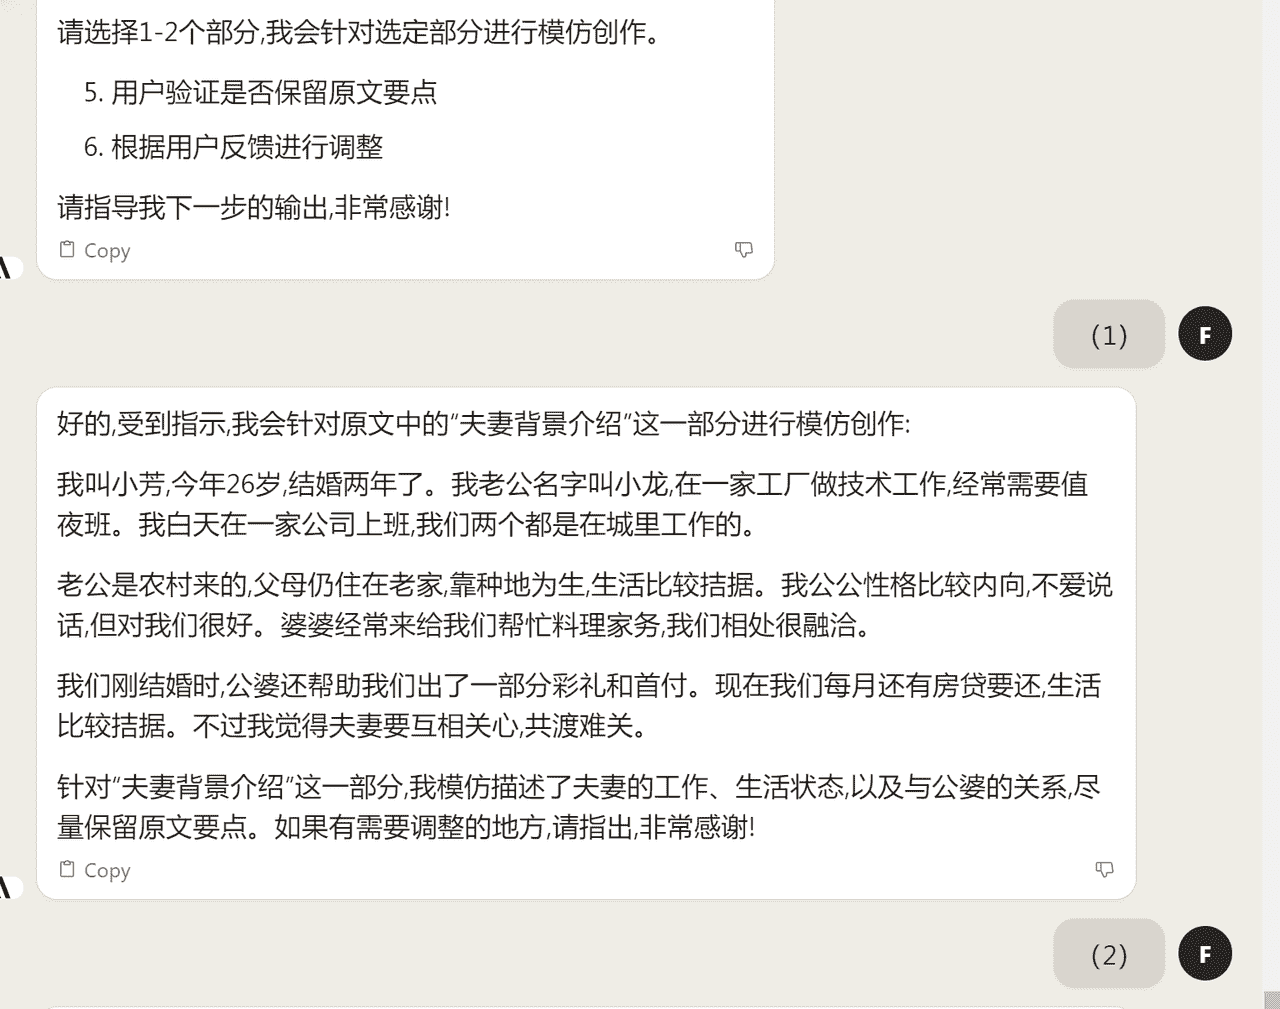 请选择1-2个部分,我会针对选定部分进行模仿创作。
5. 用户验证是否保留原文要点
6. 根据用户反馈进行调整
请指导我下一步的输出,非常感谢!
Copy
(1)
F
好的,受到指示,我会针对原文中的“夫妻背景介绍”这一部分进行模仿创作:
我叫小芳,今年26岁,结婚两年了。我老公名字叫小龙,在一家工厂做技术工作,经常需要值
夜班。我白天在一家公司上班,我们两个都是在城里工作的。
老公是农村来的,父母仍住在老家,靠种地为生,生活比较拮据。我公公性格比较内向,不爱说
话,但对我们很好。婆婆经常来给我们帮忙料理家务,我们相处很融洽。
我们刚结婚时,公婆还帮助我们出了一部分彩礼和首付。现在我们每月还有房贷要还,生活
比较拮据。不过我觉得夫妻要互相关心,共渡难关。
针对“夫妻背景介绍”这一部分,我模仿描述了夫妻的工作、生活状态,以及与公婆的关系,尽
量保留原文要点。如果有需要调整的地方,请指出,非常感谢!
Copy
(2)
F